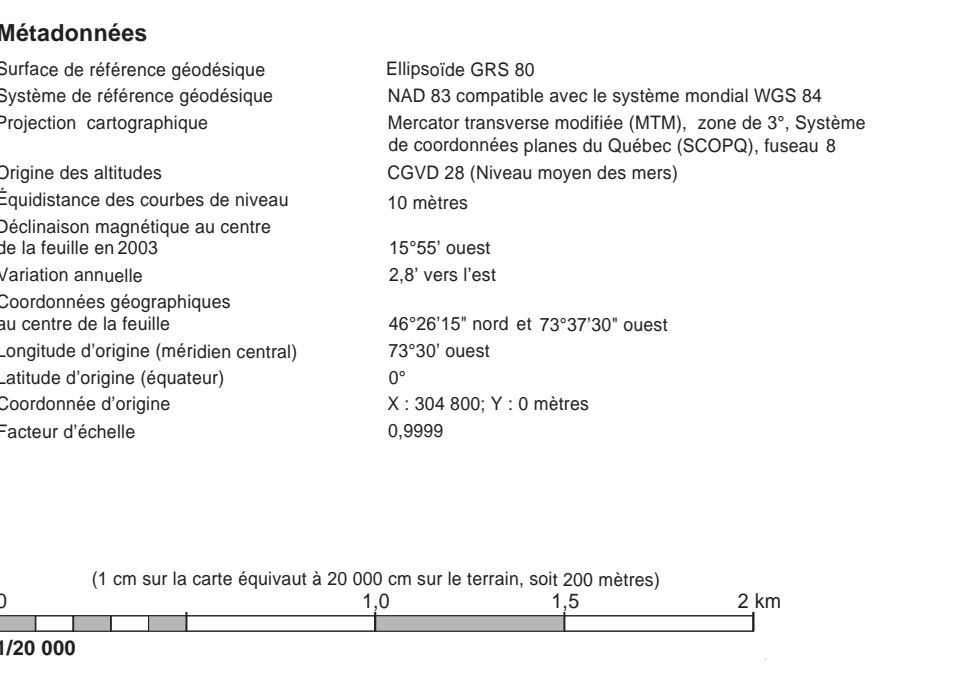 Métadonnées
Surface de référence géodésique Ellipsoïde GRS 80
Système de référence géodésique NAD 83 compatible avec le système mondial WGS 84
Projection cartographique Mercator transverse modifiée (MTM), zone de 3°, Système
de coordonnées planes du Québec (SCOPQ), fuseau 8
Origine des altitudes CGVD 28 (Niveau moyen des mers)
Équidistance des courbes de niveau 10 mètres
Déclinaison magnétique au centre
de la feuille en 2003 15°55' ouest
Variation annuelle 2,8' vers l'est
Coordonnées géographiques
au centre de la feuille 46°26'15" nord et 73°37'30" ouest
Longitude d'origine (méridien central) 73°30' ouest
Latitude d'origine (équateur) 0°
Coordonnée d'origine X : 304 800; Y : 0 mètres
Facteur d'échelle 0,9999
(1 cm sur la carte équivaut à 20 000 cm sur le terrain, soit 200 mètres)
0 1,0 1,5 2 km
1/20 000